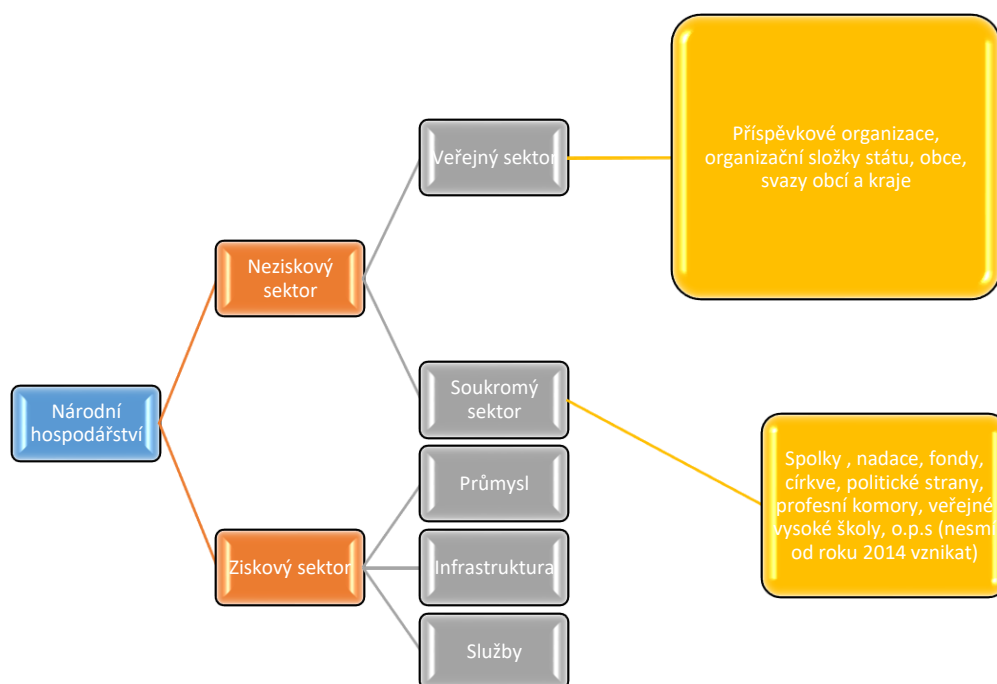 Národní
hospodářství
Neziskový
sektor
Veřejný sektor
Příspěvkové organizace,
organizační složky státu, obce,
svazy obcí a kraje
Soukromý
sektor
Spolky , nadace, fondy,
církve, politické strany,
profesní komory, veřejné
vysoké školy, o.p.s (nesmí
od roku 2014 vznikat)
Ziskový sektor
Průmysl
Infrastruktura
Služby